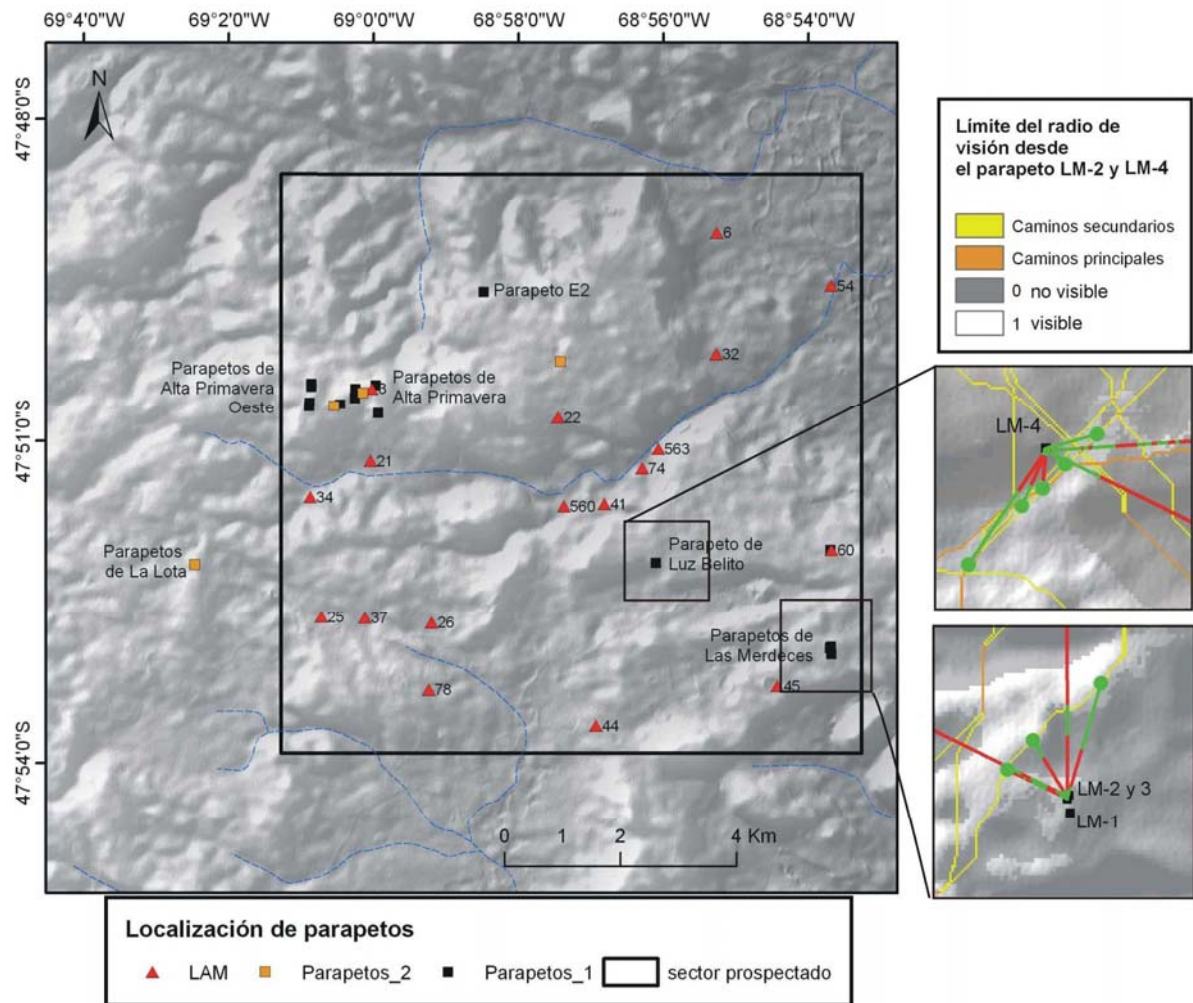 69°4'0"W
69°2'0"W
69°0'0"W
68°58'0"W
68°56'0"W
68°54'0"W
47°48'0"S
47°51'0"S
47°54'0"S
N
6
54
Parapeto E2
32
Parapetos de
Alta Primavera
Oeste
3
Parapetos de
Alta Primavera
22
563
21
74
34
560
41
Parapetos
de La Lota
Parapeto de
Luz Belito
60
25
37
26
Parapetos de
Las Merdeces
78
45
44
0 1 2 4 Km
Límite del radio de
visión desde
el parapeto LM-2 y LM-4
Caminos secundarios
Caminos principales
0 no visible
1 visible
LM-4
LM-2 y 3
LM-1
Localización de parapetos
LAM
Parapetos_2
Parapetos_1
sector prospectado